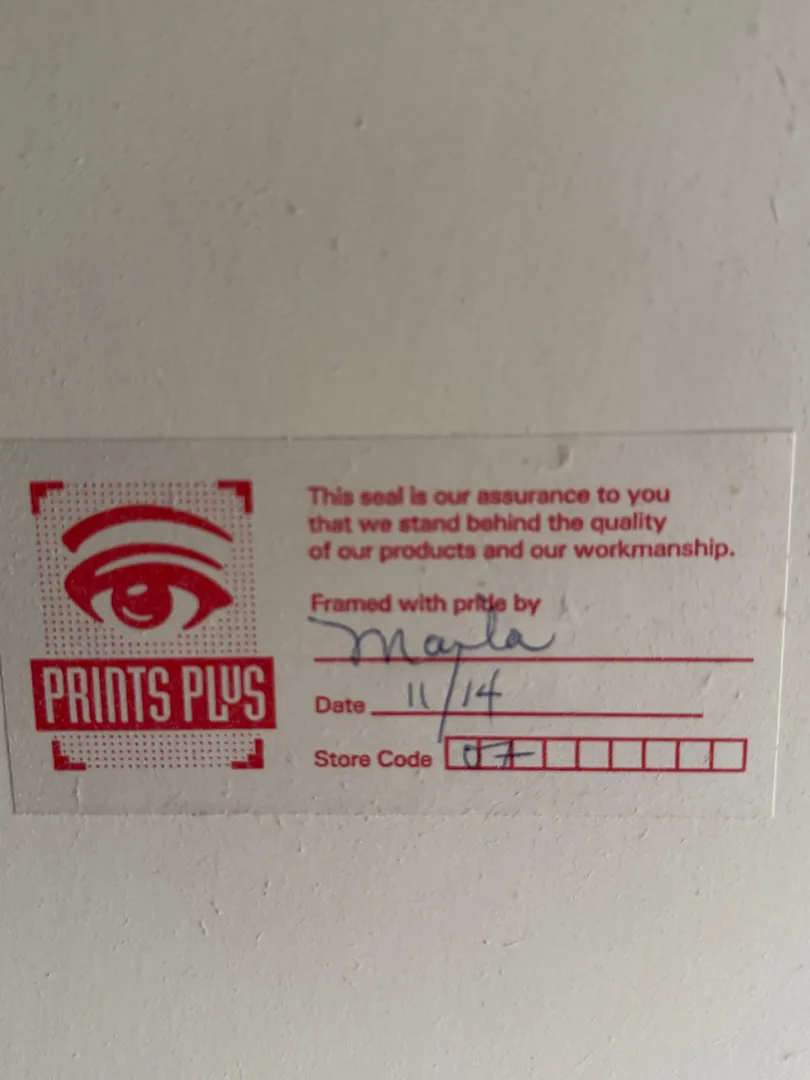 PRINTS PLUS
This seal is our assurance to you
that we stand behind the quality
of our products and our workmanship.
Framed with pride by
Marla
Date 11/14
Store Code 07